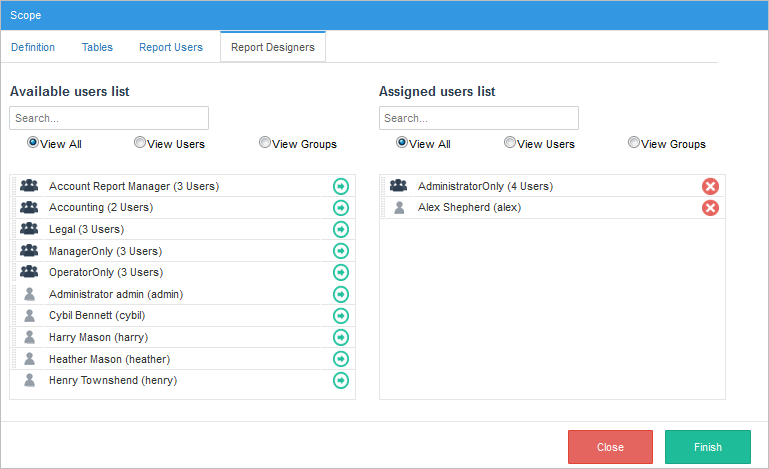 Scope
Definition Tables Report Users Report Designers
Available users list
Search...
View All View Users View Groups
Account Report Manager (3 Users)
Accounting (2 Users)
Legal (3 Users)
ManagerOnly (3 Users)
OperatorOnly (3 Users)
Administrator admin (admin)
Cybil Bennett (cybil)
Harry Mason (harry)
Heather Mason (heather)
Henry Townshend (henry)
Assigned users list
Search...
View All View Users View Groups
AdministratorOnly (4 Users)
Alex Shepherd (alex)
Close Finish